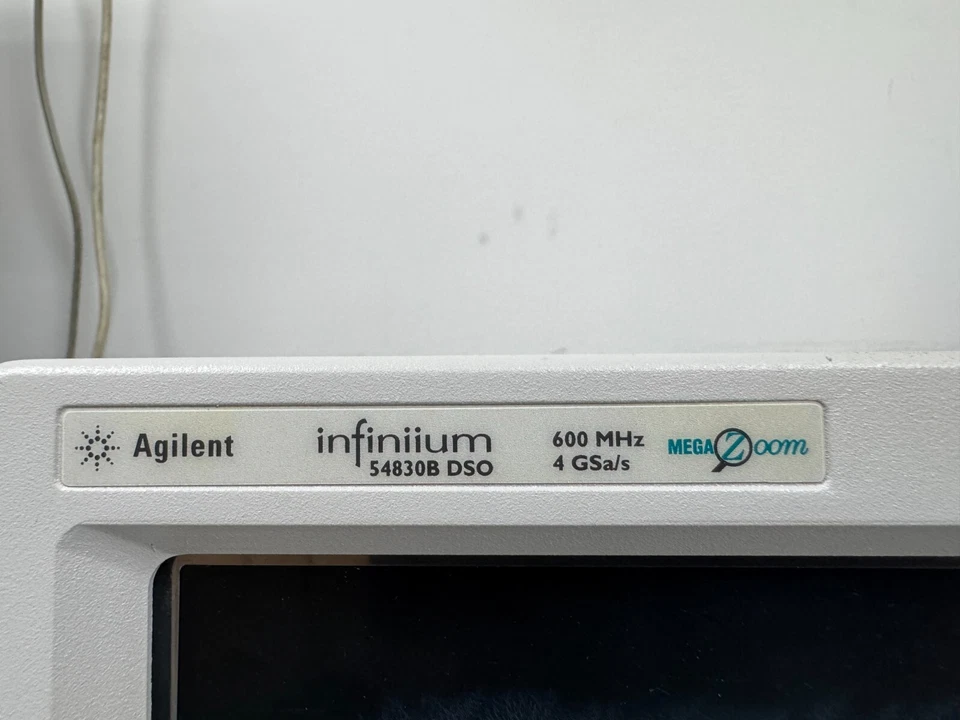 Agilent
infiniium
54830B DSO
600 MHz
4 GSa/s
MEGA Zoom